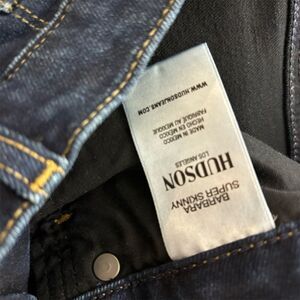 BARBARA
SUPER SKINNY
HUDSON
LOS ANGELES
MADE IN MEXICO
HECHO EN MEXICO
FABRIQUÉ AU MEXIQUE
WWW.HUDSONJEANS.COM